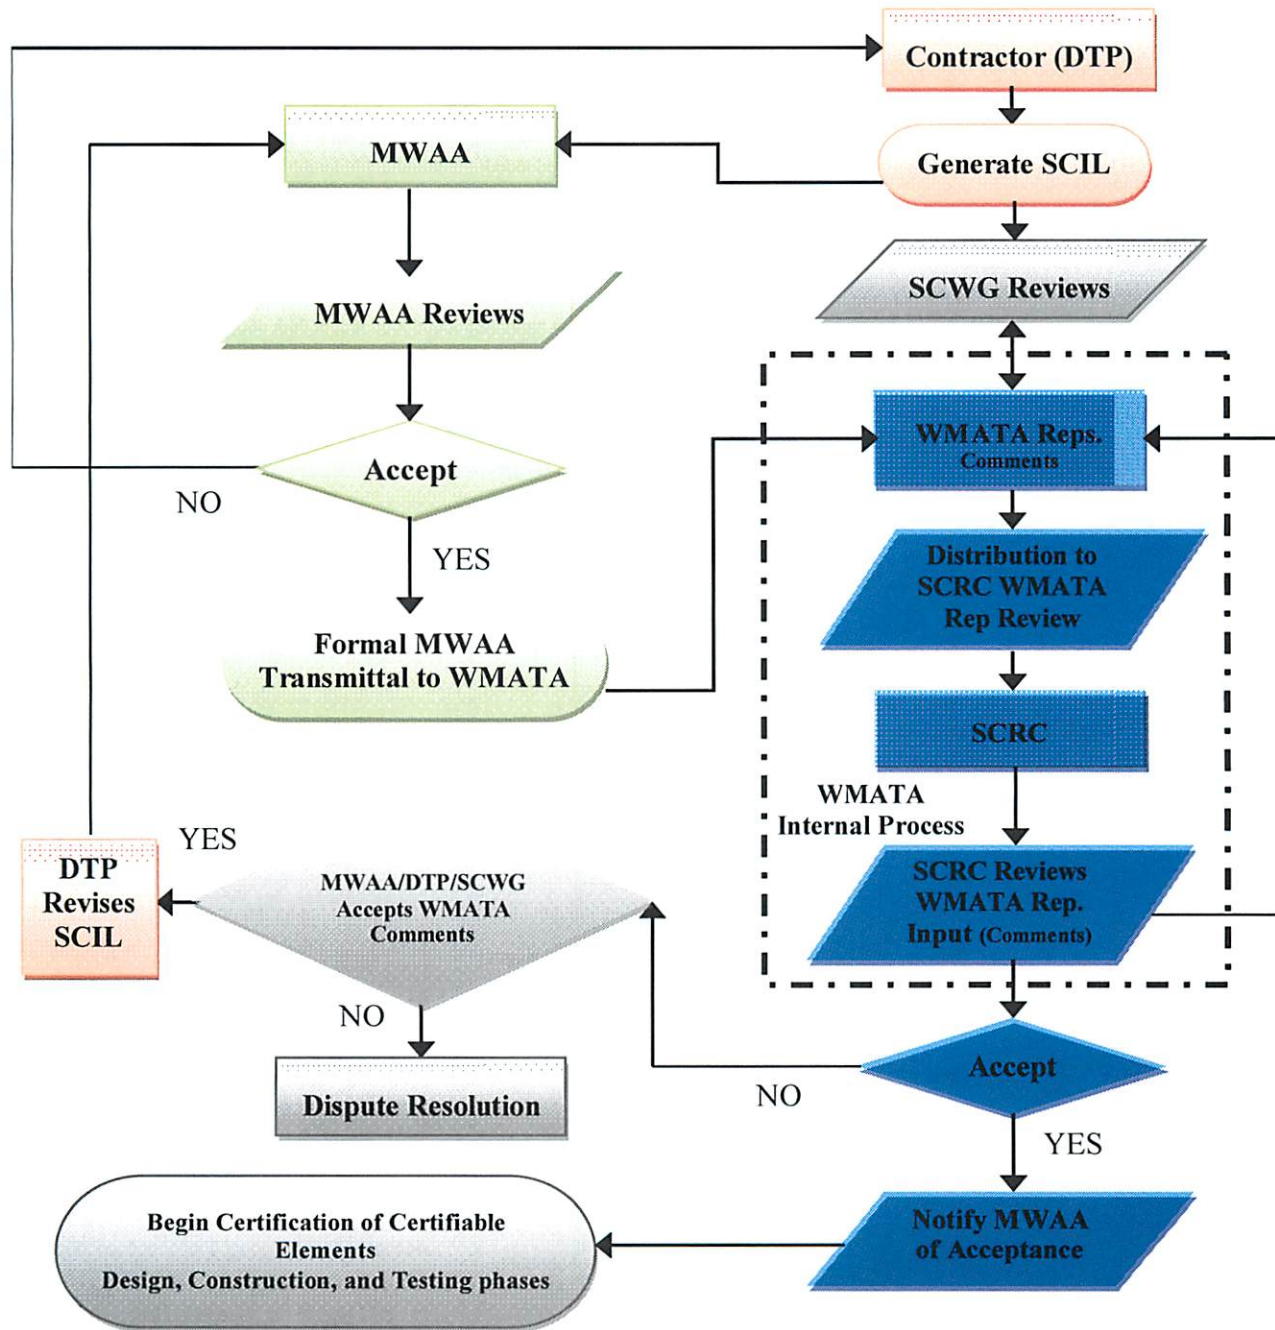 Contractor (DTP)
MWAA
Generate SCIL
SCWG Reviews
MWAA Reviews
WMATA Reps.
Comments
Accept
NO
YES
Distribution to
SCRC WMATA
Rep Review
Formal MWAA
Transmittal to WMATA
SCRC
WMATA
Internal Process
YES
DTP
Revises
SCIL
MWAA/DTP/SCWG
Accepts WMATA
Comments
SCRC Reviews
WMATA Rep.
Input (Comments)
NO
Dispute Resolution
Accept
NO
YES
Notify MWAA
of Acceptance
Begin Certification of Certifiable
Elements
Design, Construction, and Testing phases